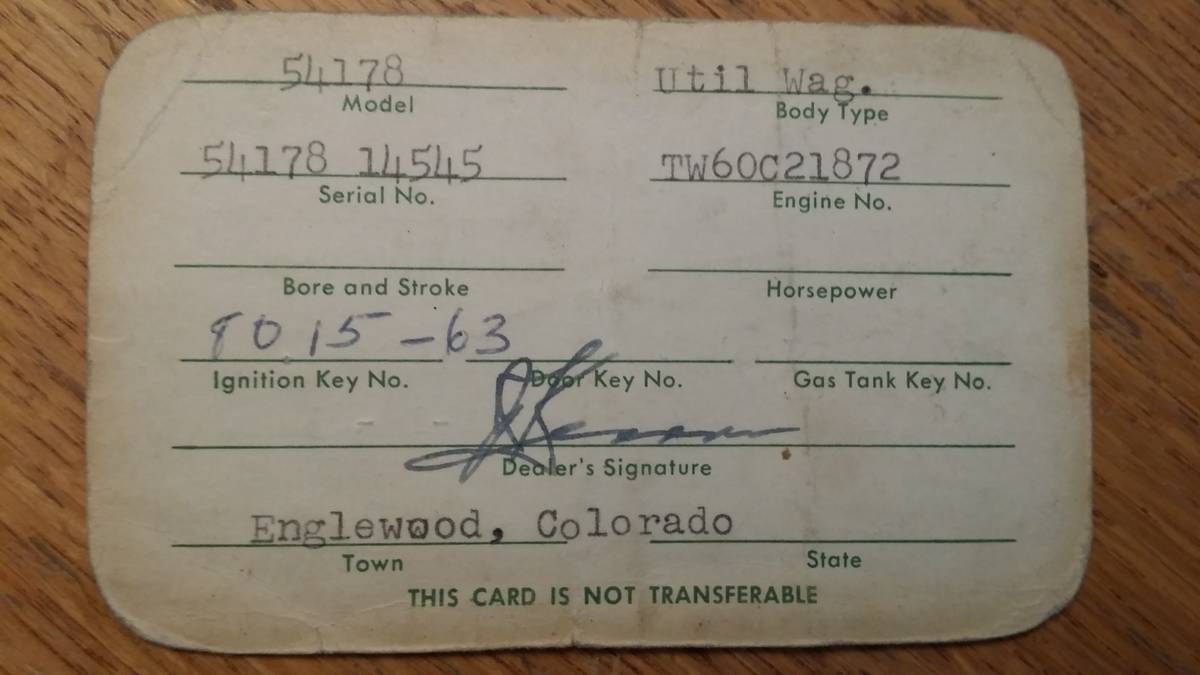 54178 Util Wag.
Model Body Type
54178 14545 TW60C21872
Serial No. Engine No.
Bore and Stroke Horsepower
8015-63
Ignition Key No. Door Key No. Gas Tank Key No.
Dealer's Signature
Englewood, Colorado
Town State
THIS CARD IS NOT TRANSFERABLE